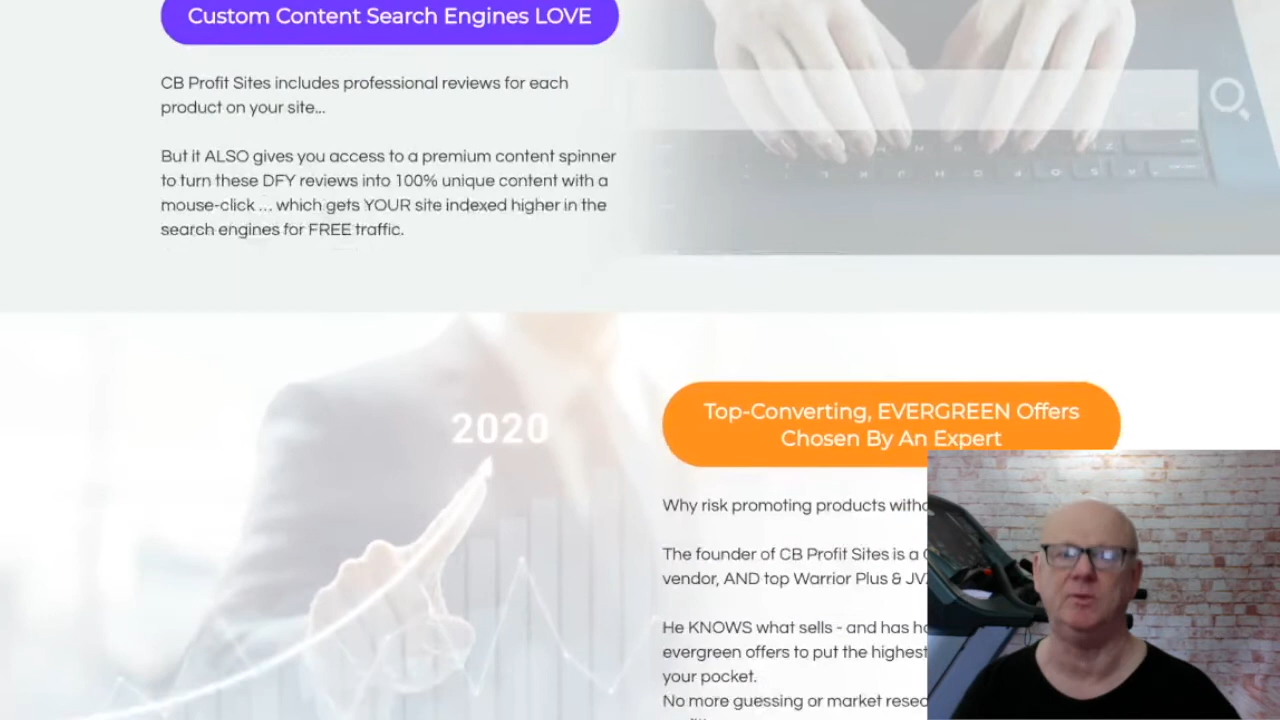 Custom Content Search Engines LOVE
CB Profit Sites includes professional reviews for each
product on your site...
But it ALSO gives you access to a premium content spinner
to turn these DFY reviews into 100% unique content with a
mouse-click ... which gets YOUR site indexed higher in the
search engines for FREE traffic.
2020
Top-Converting, EVERGREEN Offers
Chosen By An Expert
Why risk promoting products
The founder of CB Profit Sites is a
vendor, AND top Warrior Plus &
He KNOWS what sells - and has
evergreen offers to put the highest
your pocket.
No more guessing or market